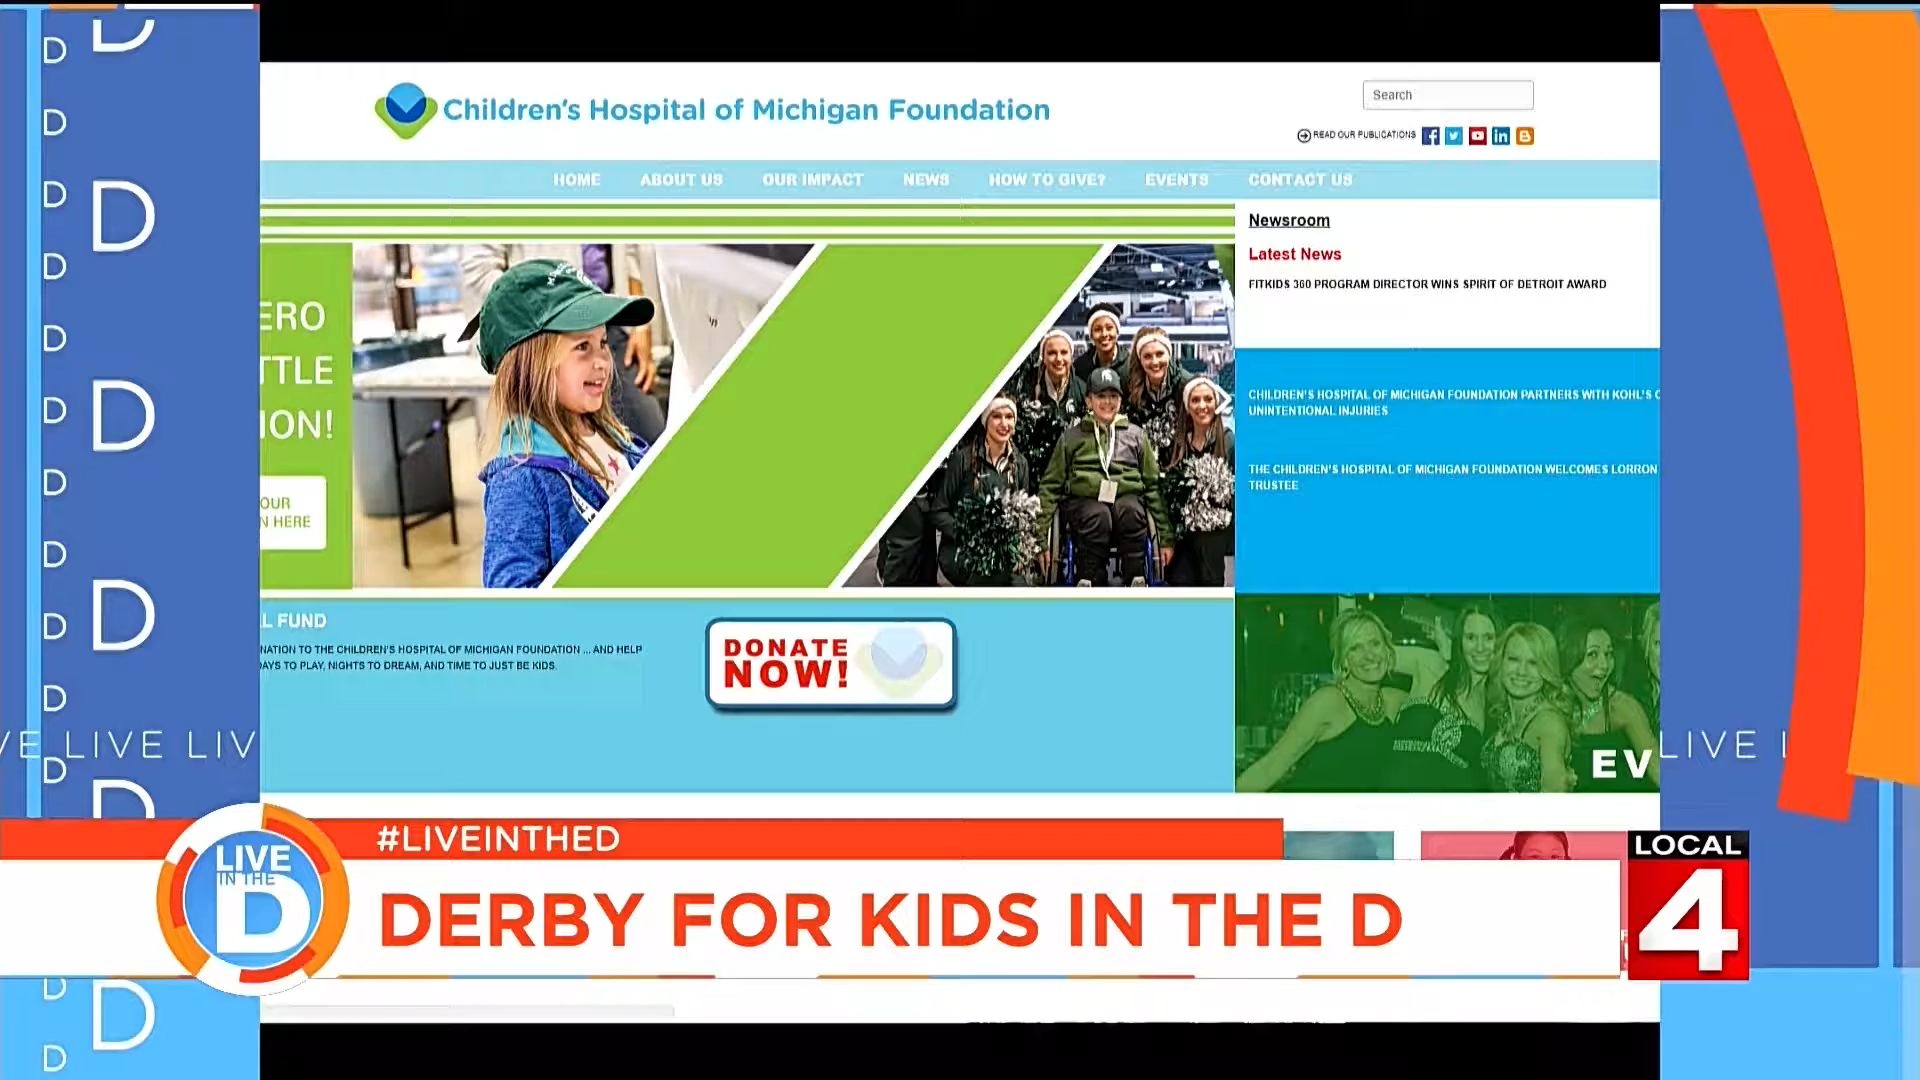 Children's Hospital of Michigan Foundation
Search
READ OUR PUBLICATIONS
HOME ABOUT US OUR IMPACT NEWS HOW TO GIVE? EVENTS CONTACT US
Newsroom
Latest News
FITKIDS 360 PROGRAM DIRECTOR WINS SPIRIT OF DETROIT AWARD
ERO
TTLE
ION!
OUR
N HERE
CHILDREN'S HOSPITAL OF MICHIGAN FOUNDATION PARTNERS WITH KOHL'S C
UNINTENTIONAL INJURIES
THE CHILDREN'S HOSPITAL OF MICHIGAN FOUNDATION WELCOMES LORRON
TRUSTEE
L FUND
NATION TO THE CHILDREN'S HOSPITAL OF MICHIGAN FOUNDATION ... AND HELP
DAYS TO PLAY, NIGHTS TO DREAM, AND TIME TO JUST BE KIDS.
DONATE
NOW!
EV
VE LIVE LIV
LIVE L
#LIVEINTHED
LIVE
IN THE
D
DERBY FOR KIDS IN THE D
LOCAL
4